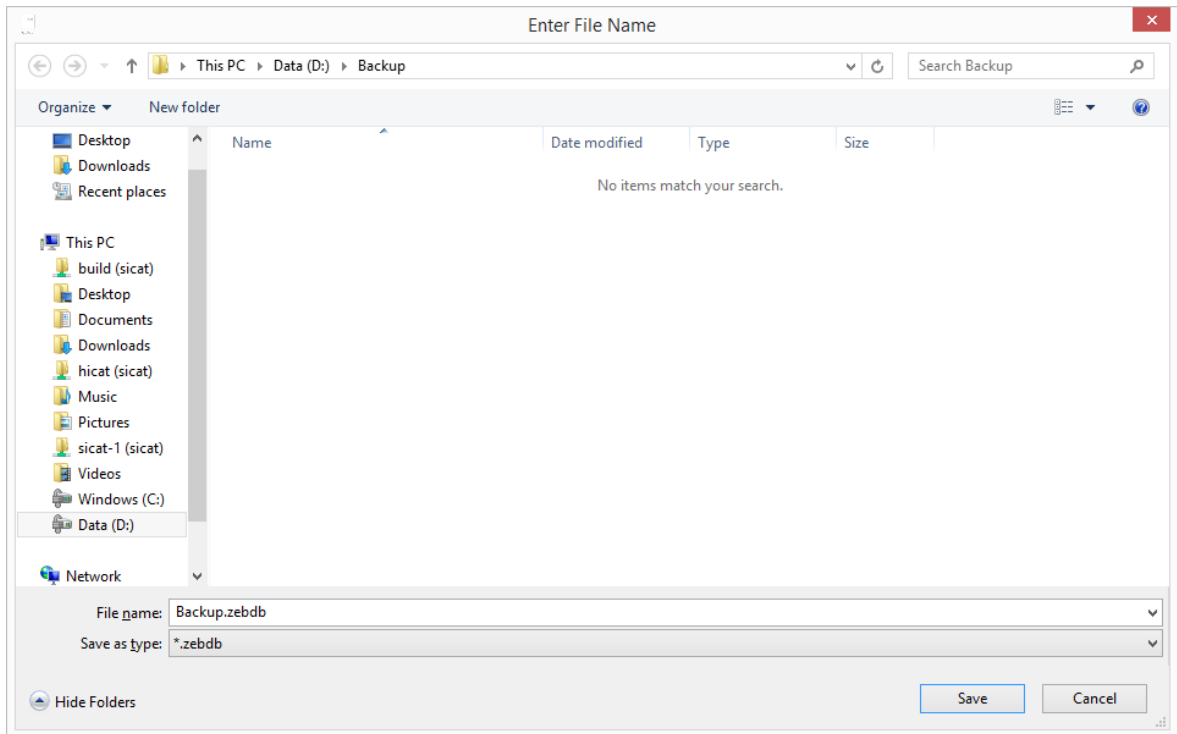 Enter File Name
This PC Data (D:) Backup
Search Backup
Organize
New folder
Name
Date modified
Type
Size
No items match your search.
Desktop
Downloads
Recent places
This PC
build (sicat)
Desktop
Documents
Downloads
hicat (sicat)
Music
Pictures
sicat-1 (sicat)
Videos
Windows (C:)
Data (D:)
Network
File name: Backup.zebdb
Save as type: *.zebdb
Hide Folders
Save
Cancel